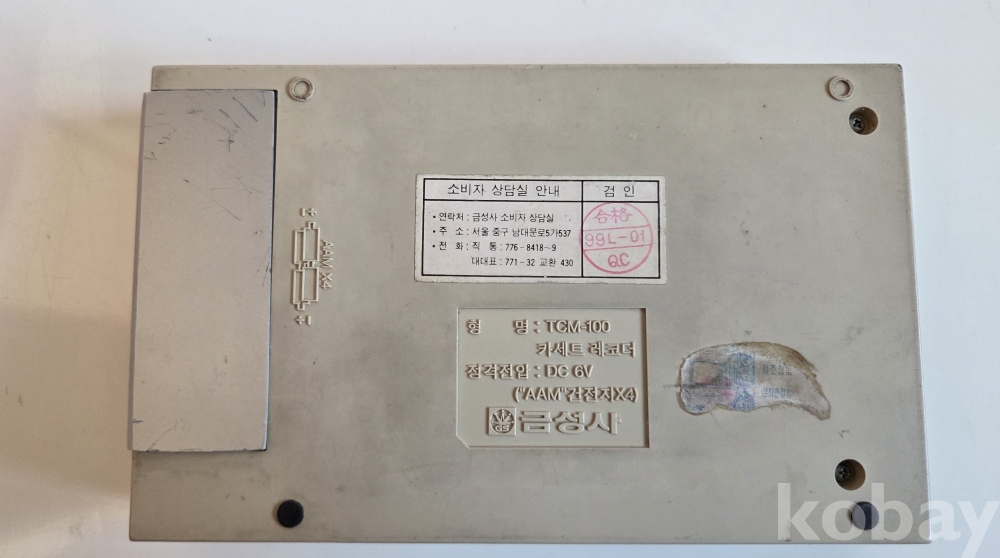 소비자 상담실 안내
검 인
• 연락처 : 금성사 소비자 상담실
• 주 소 : 서울 중구 남대문로5가537
• 전 화 : 직 통 : 776-8418~9
대대표 : 771-32 교환 430
合格
99L-01
QC
AAM X4
형 명 : TCM-100
카세트 레코더
정격전압 : DC 6V
("AAM"건전지X4)
금성사
kobay